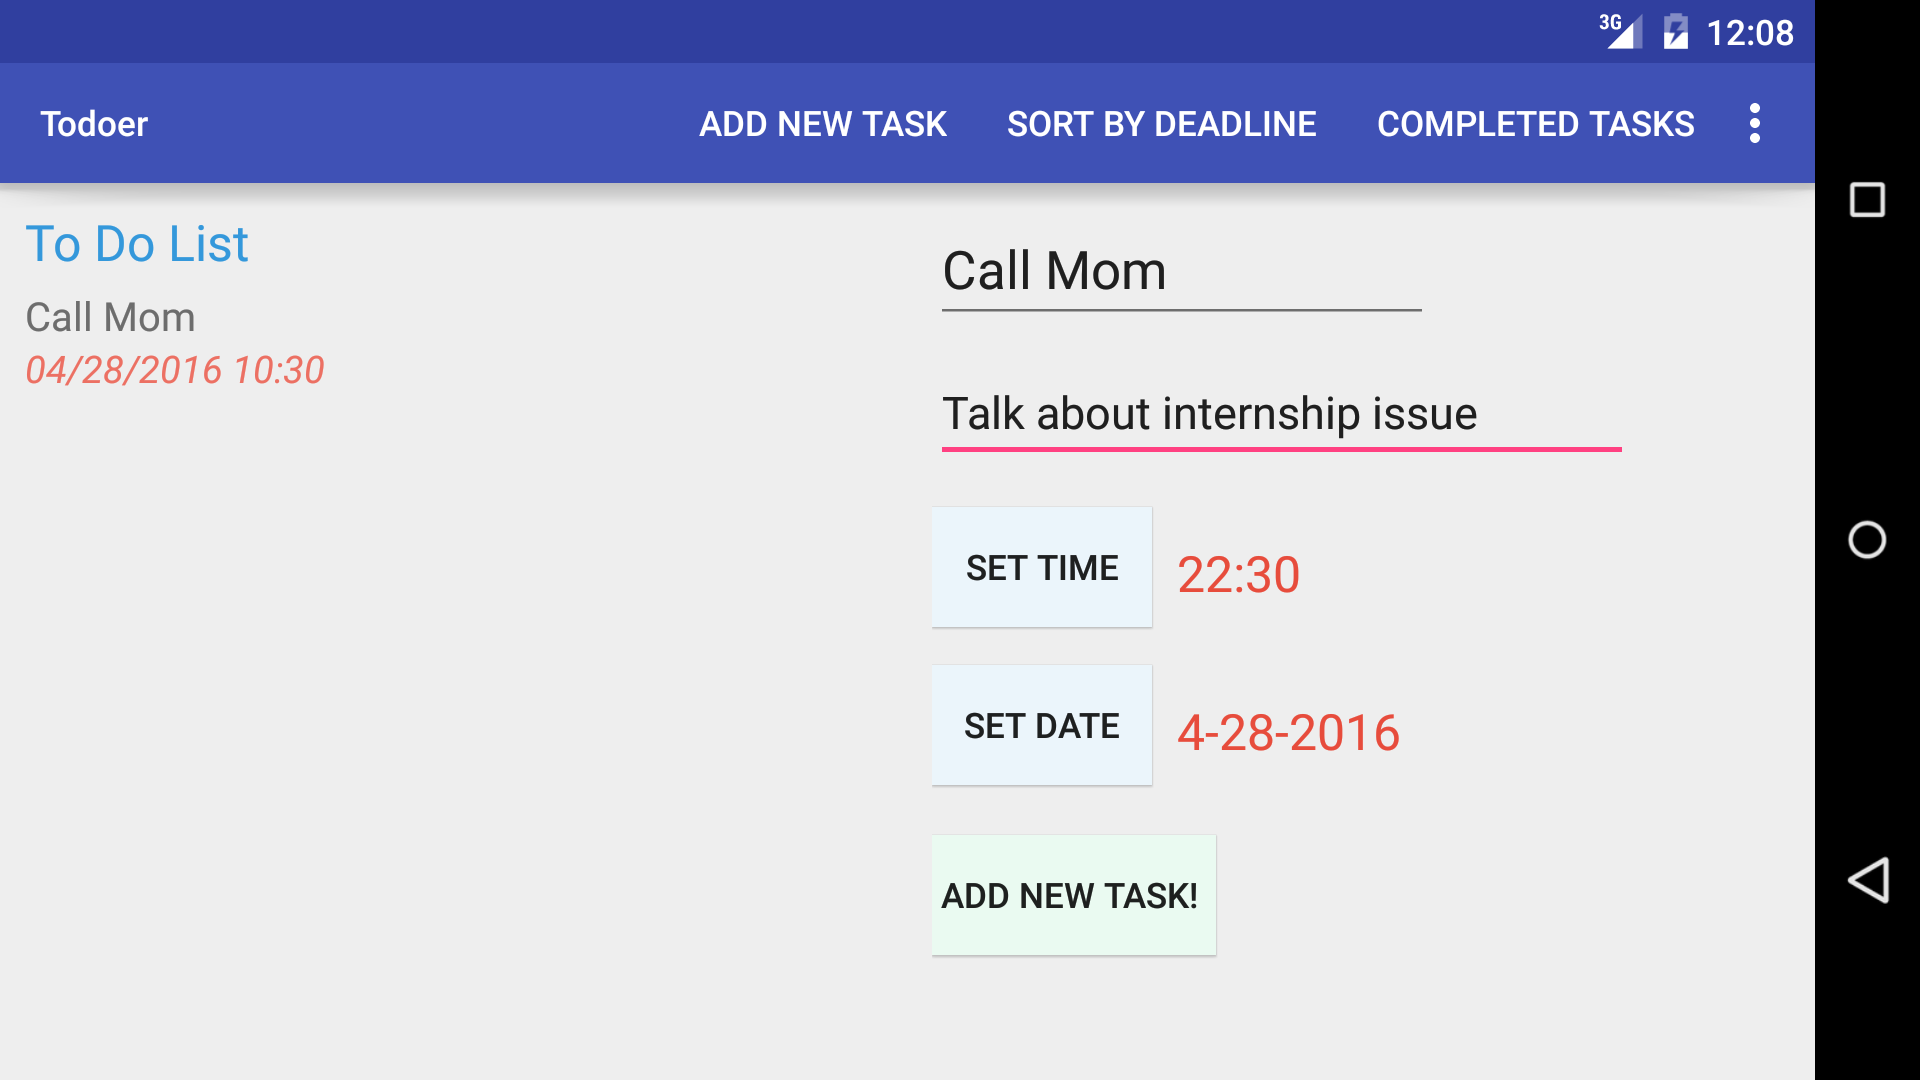 3G 12:08
Todoer ADD NEW TASK SORT BY DEADLINE COMPLETED TASKS
To Do List
Call Mom
04/28/2016 10:30
Call Mom
Talk about internship issue
SET TIME 22:30
SET DATE 4-28-2016
ADD NEW TASK!